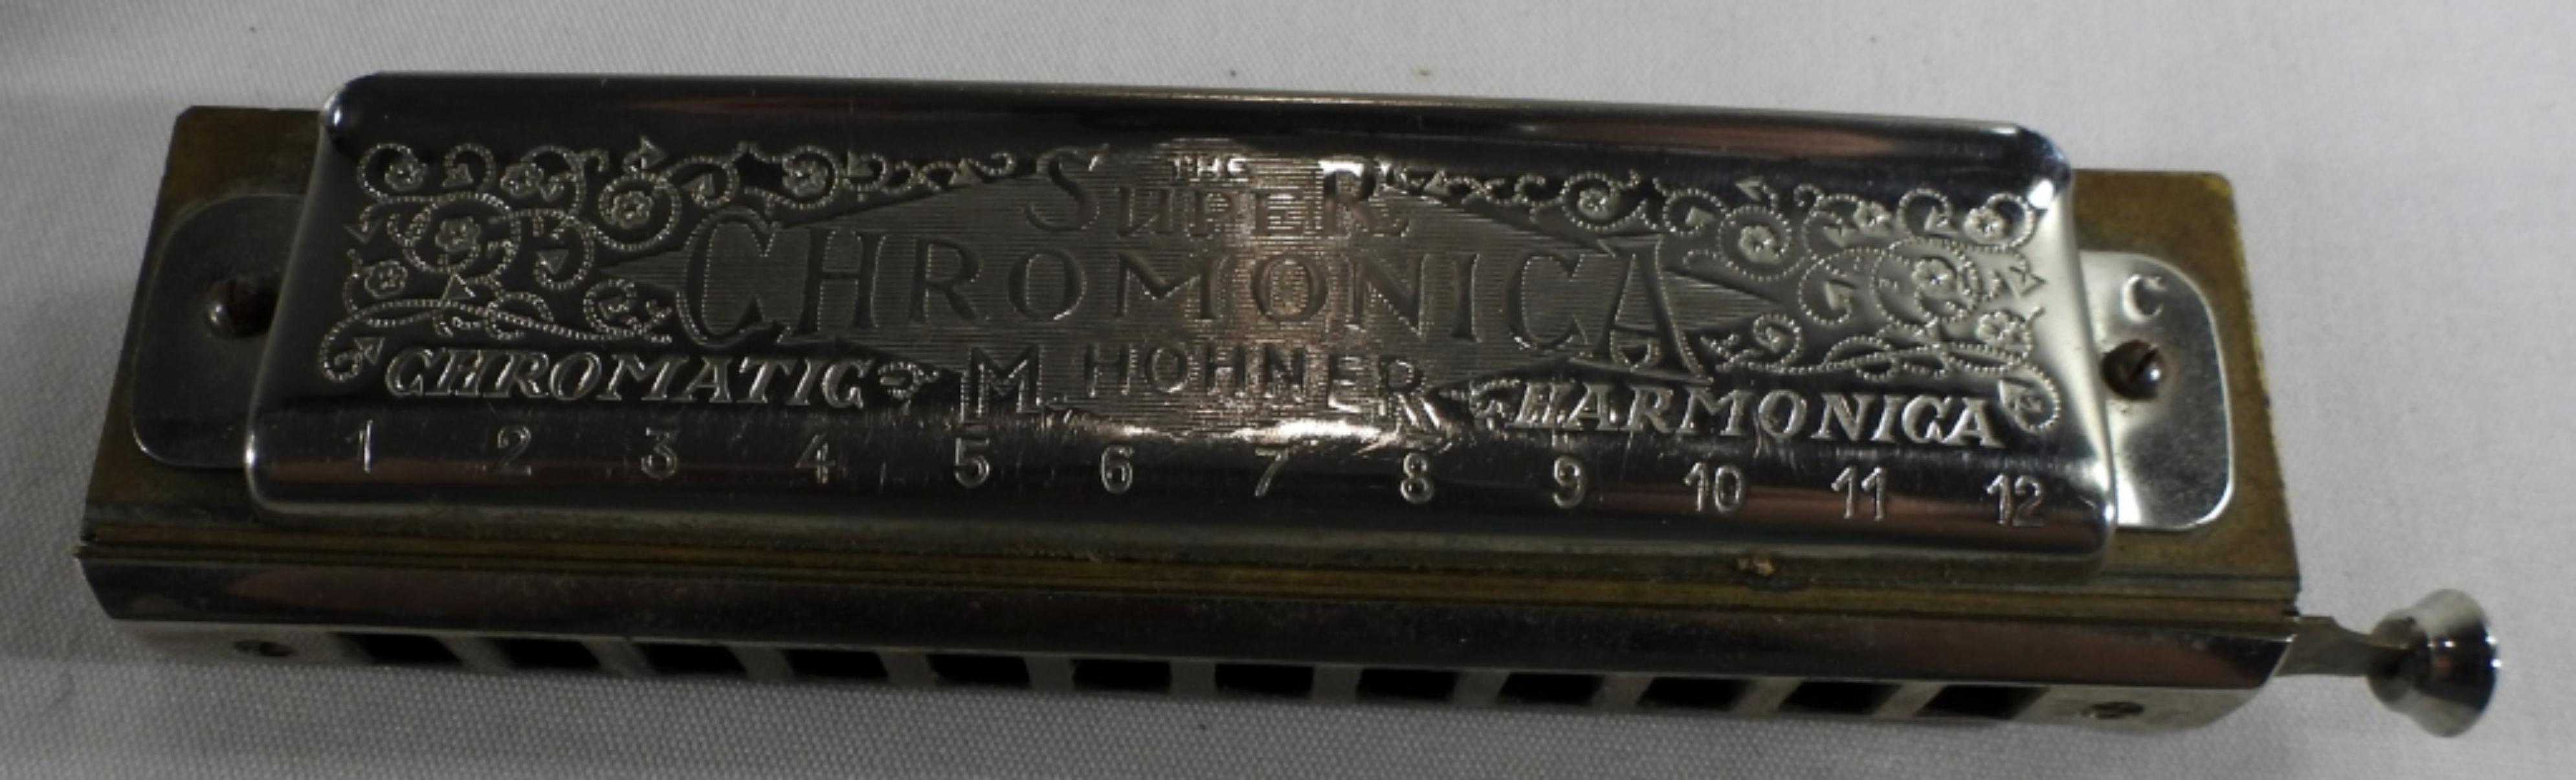 THE
SUPER
CHROMONICA
M. HOHNER
CHROMATIC HARMONICA
1 2 3 4 5 6 7 8 9 10 11 12
C